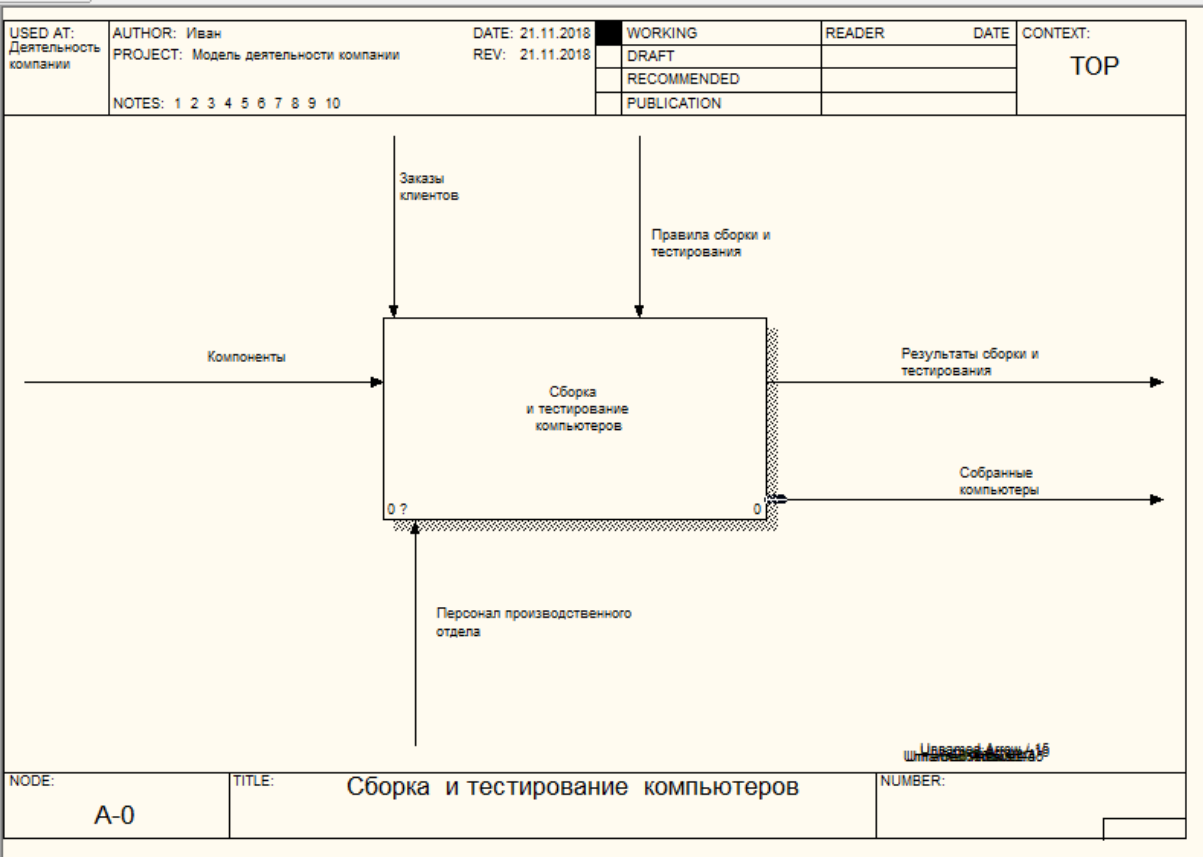 USED AT:
Деятельность
компании
AUTHOR: Иван
DATE: 21.11.2018
PROJECT: Модель деятельности компании
REV: 21.11.2018
NOTES: 1 2 3 4 5 6 7 8 9 10
WORKING
DRAFT
RECOMMENDED
PUBLICATION
READER
DATE
CONTEXT:
TOP
Заказы
клиентов
Правила сборки и
тестирования
Компоненты
Результаты сборки и
тестирования
Сборка
и тестирование
компьютеров
Собранные
компьютеры
0 ?
0
Персонал производственного
отдела
NODE:
A-0
TITLE:
Сборка и тестирование компьютеров
NUMBER: